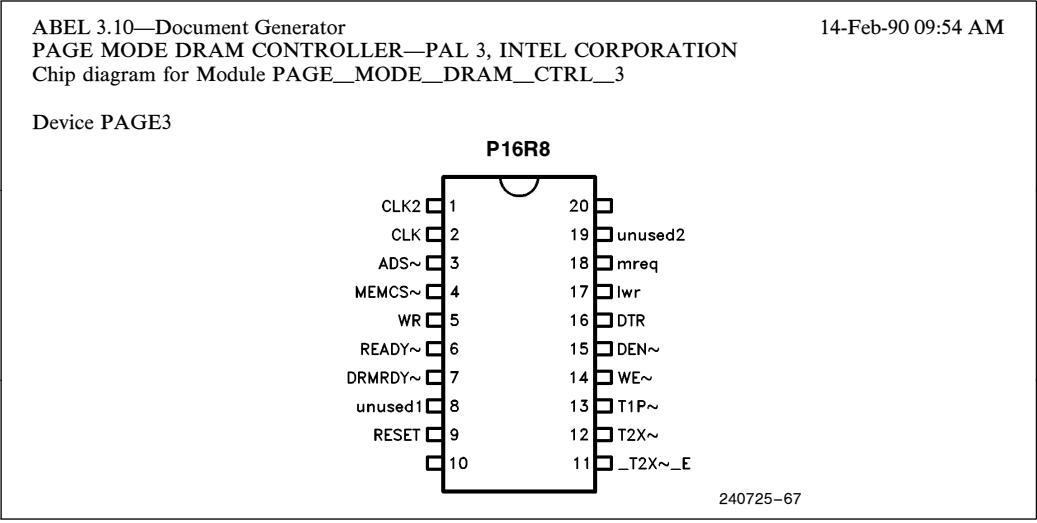 ABEL 3.10—Document Generator 14-Feb-90 09:54 AM
PAGE MODE DRAM CONTROLLER—PAL 3, INTEL CORPORATION
Chip diagram for Module PAGE__MODE__DRAM__CTRL__3
Device PAGE3
P16R8
CLK2 1 20
CLK 2 19 unused2
ADS~ 3 18 mreq
MEMCS~ 4 17 lwr
WR 5 16 DTR
READY~ 6 15 DEN~
DRMRDY~ 7 14 WE~
unused1 8 13 T1P~
RESET 9 12 T2X~
10 11 _T2X~_E
240725-67